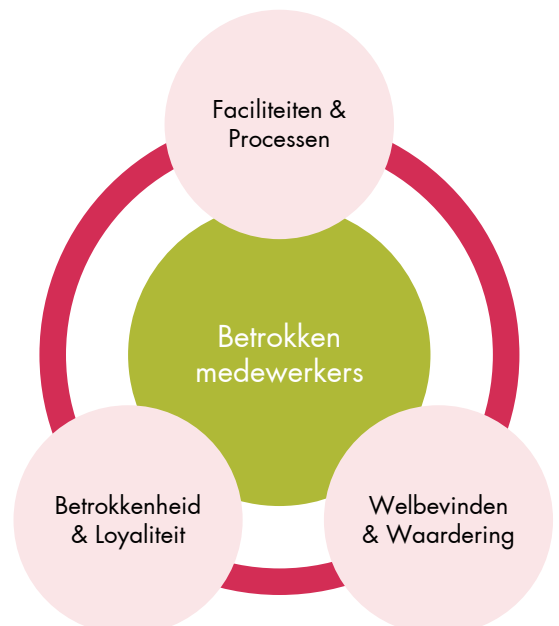 Faciliteiten &
Processen
Betrokken
medewerkers
Betrokkenheid
& Loyaliteit
Welbevinden
& Waardering